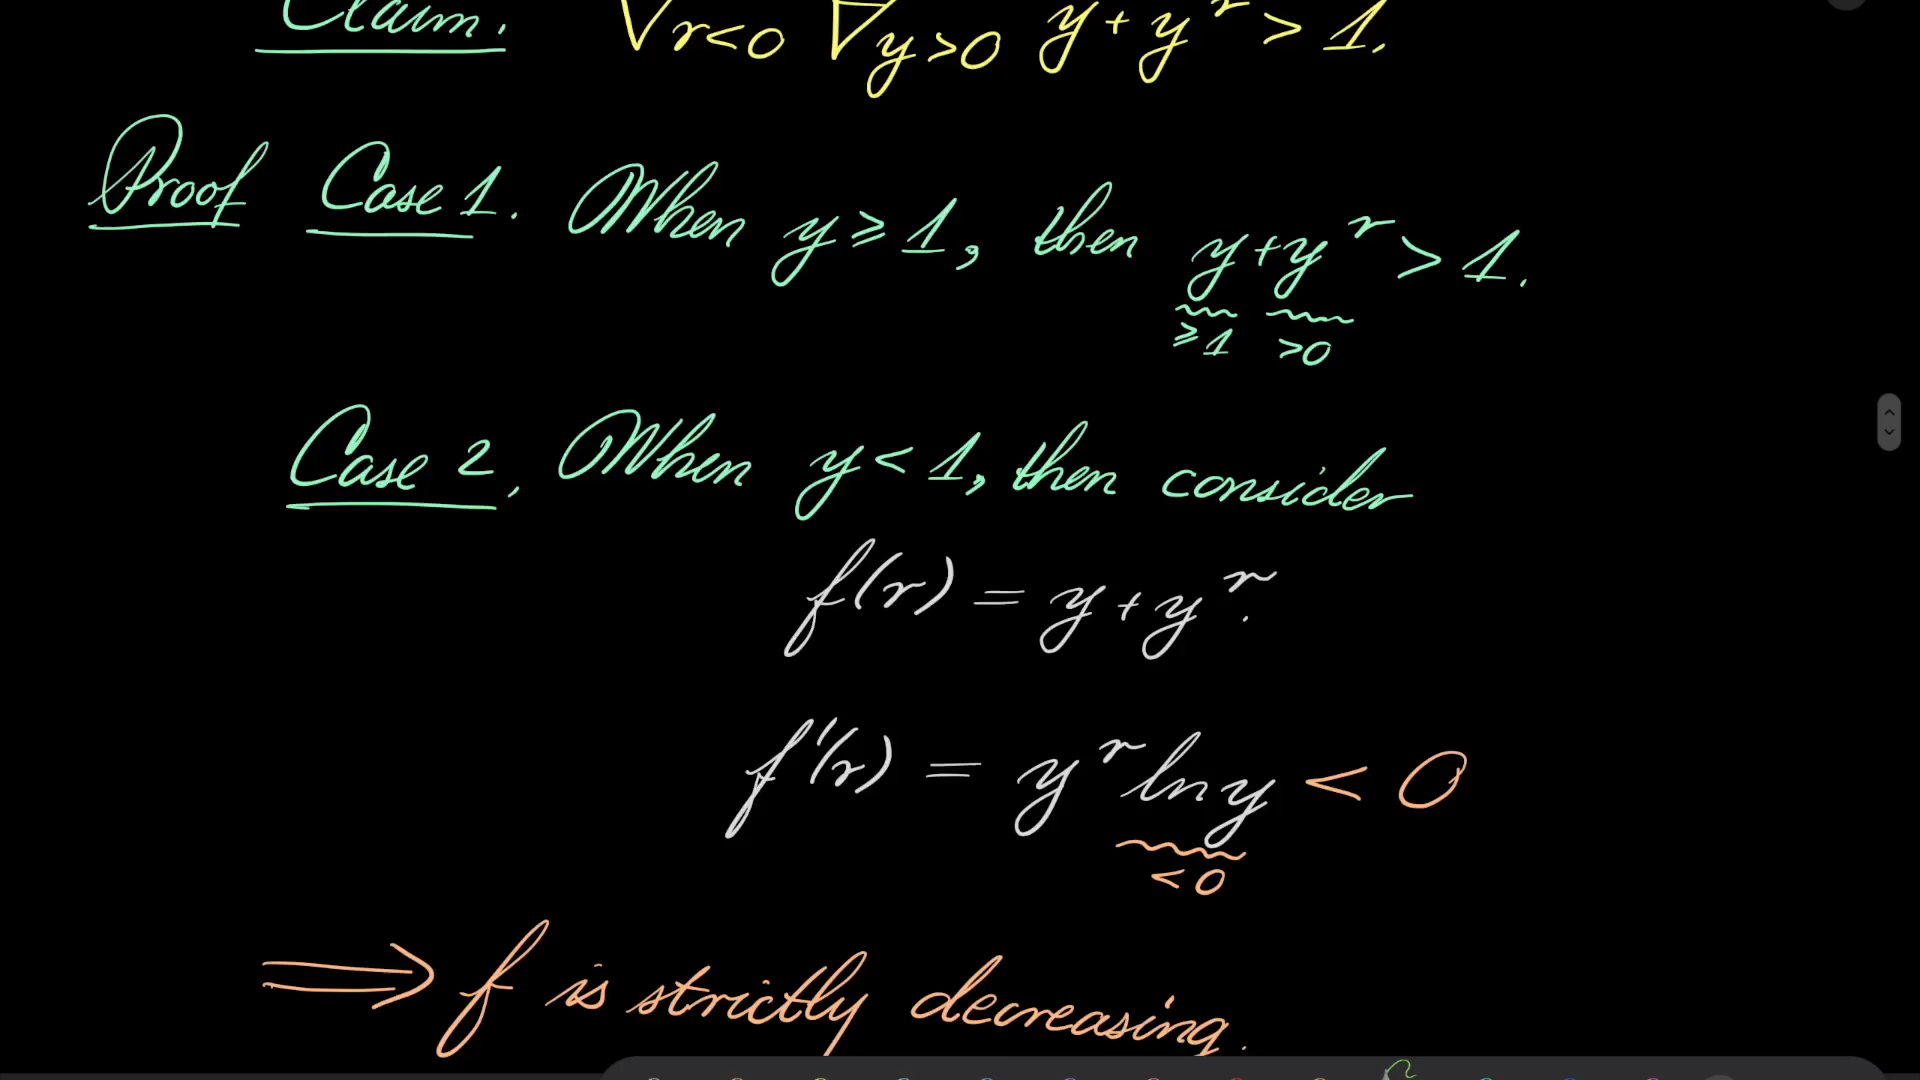 Claim. ∀r<0 ∀y>0 y+y^r > 1.
Proof Case 1. When y ≥ 1, then y+y^r > 1.
≥1 >0
Case 2. When y < 1, then consider
f(r) = y+y^r.
f'(r) = y^r ln y < 0
<0
⟹ f is strictly decreasing.